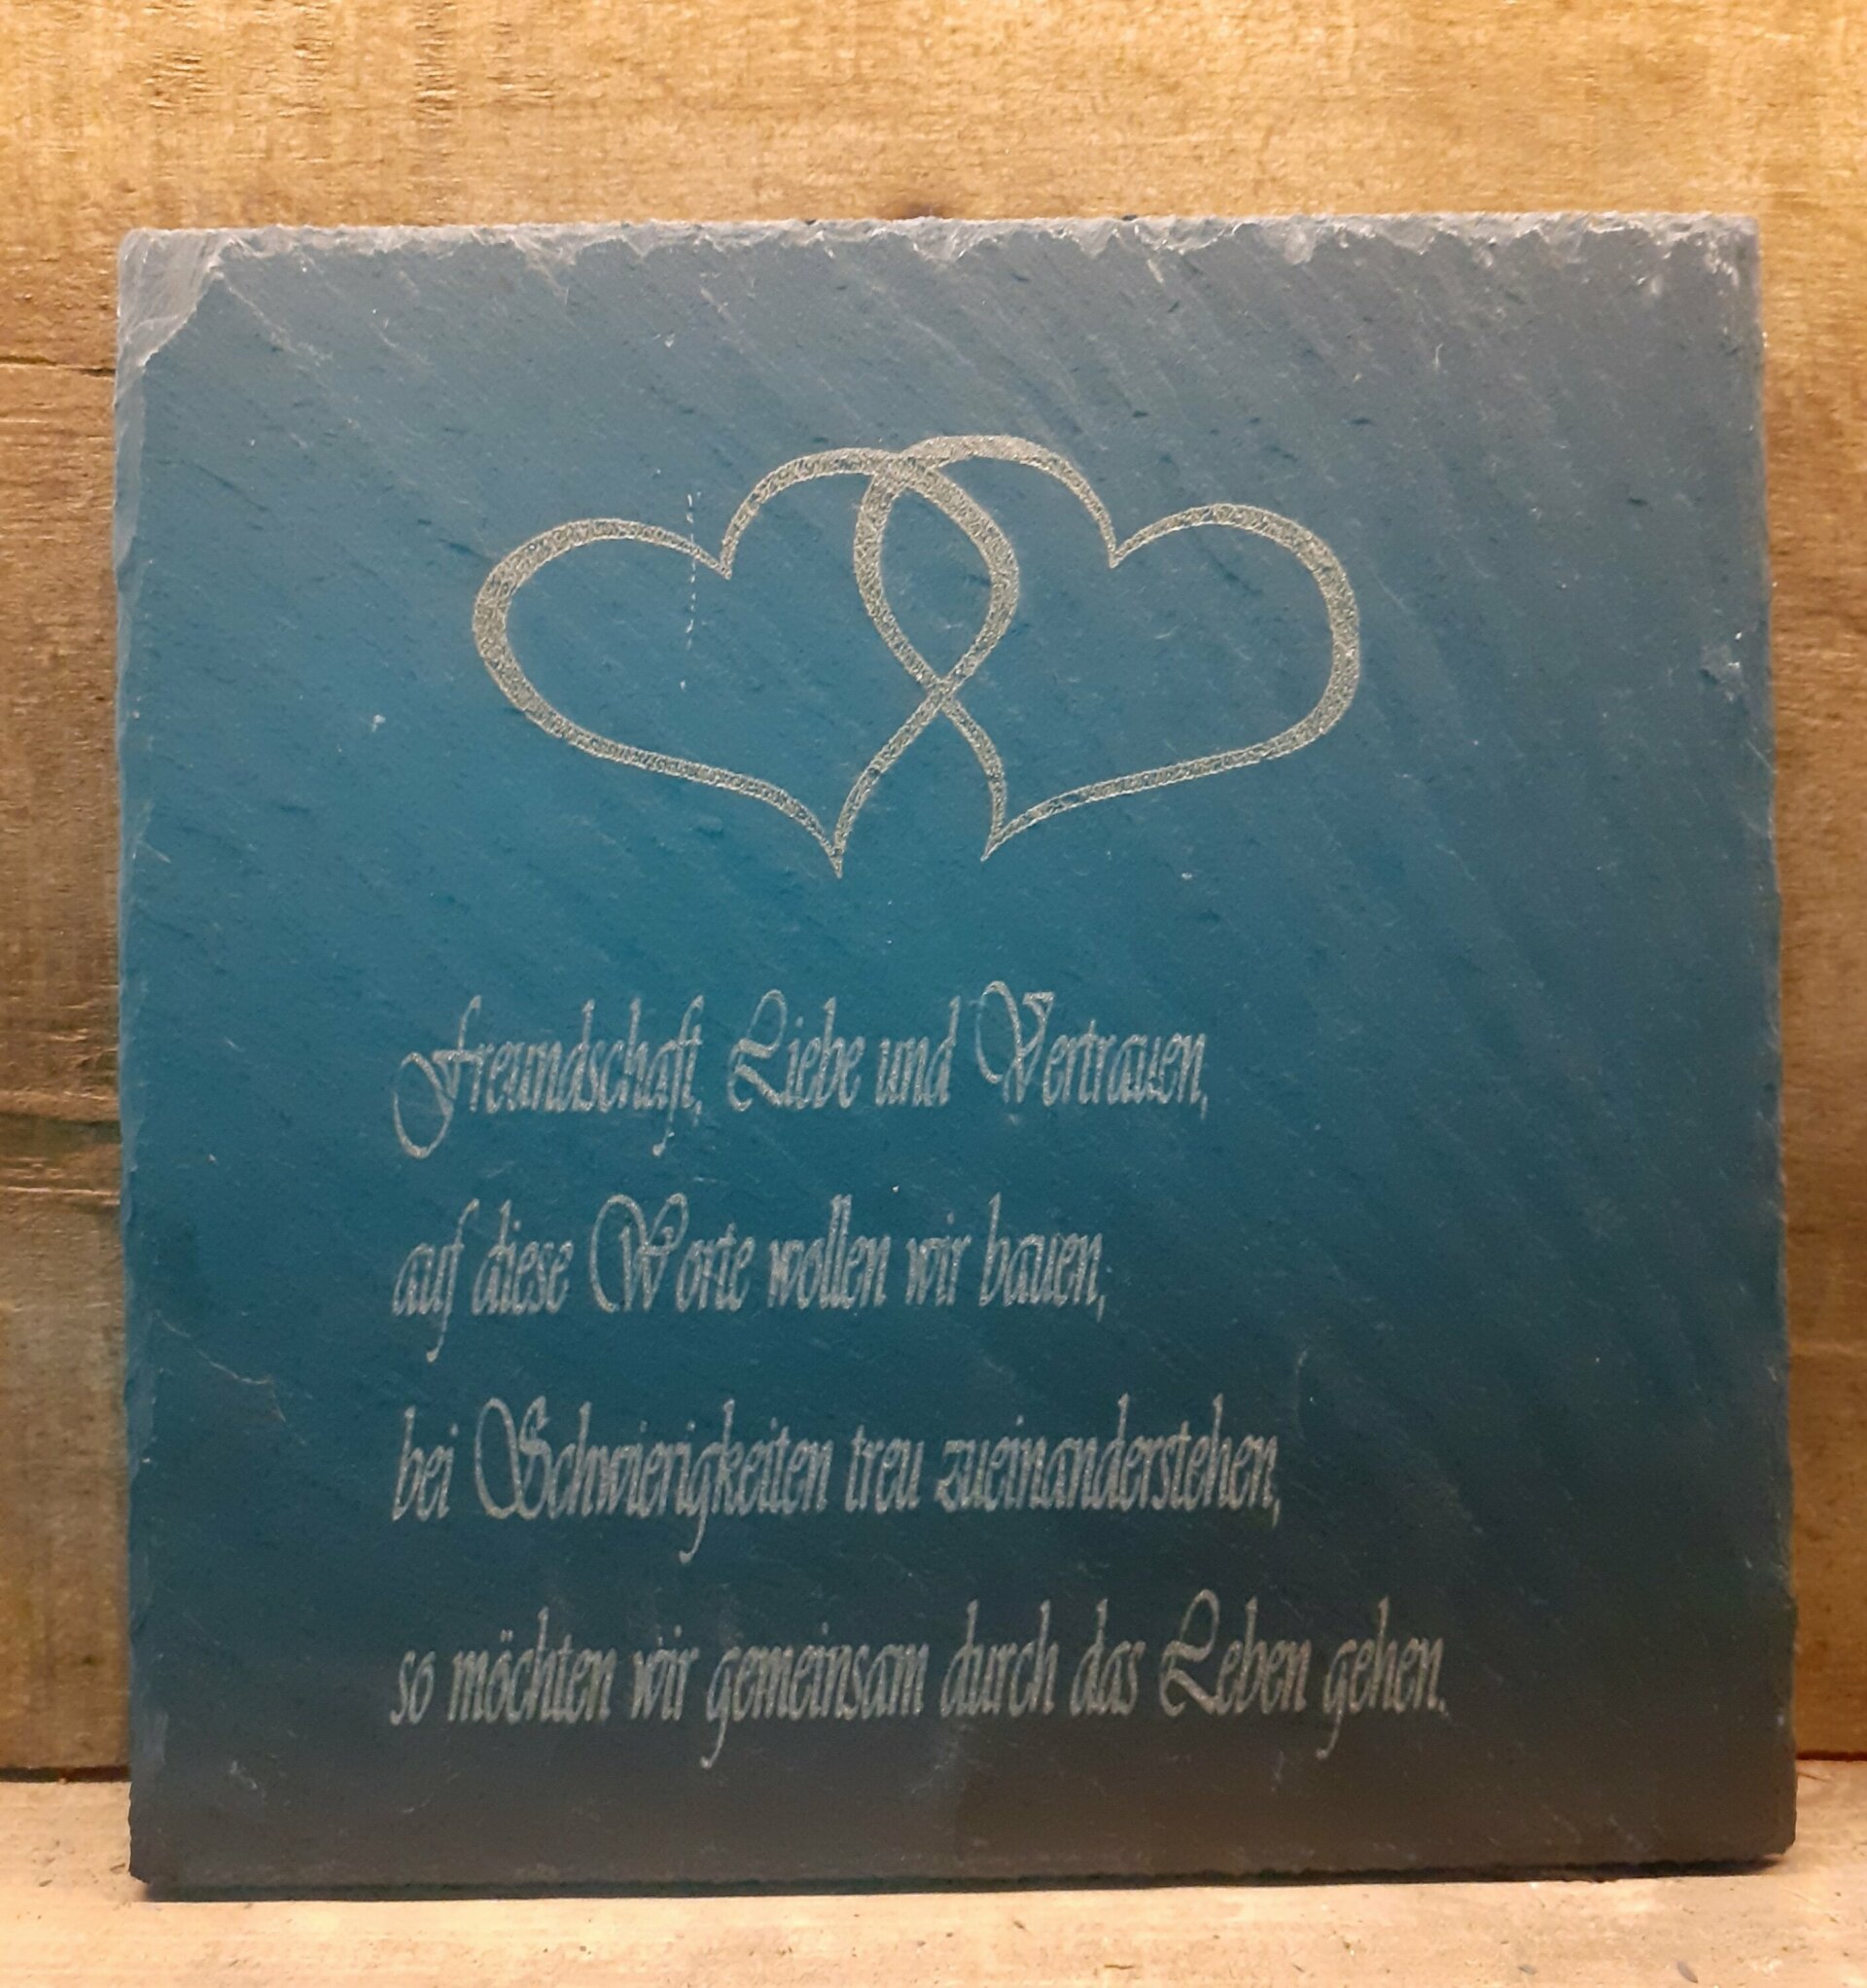 Freundschaft, Liebe und Vertrauen,
auf diese Worte wollen wir bauen,
bei Schwierigkeiten treu zueinanderstehen,
so möchten wir gemeinsam durch das Leben gehen.